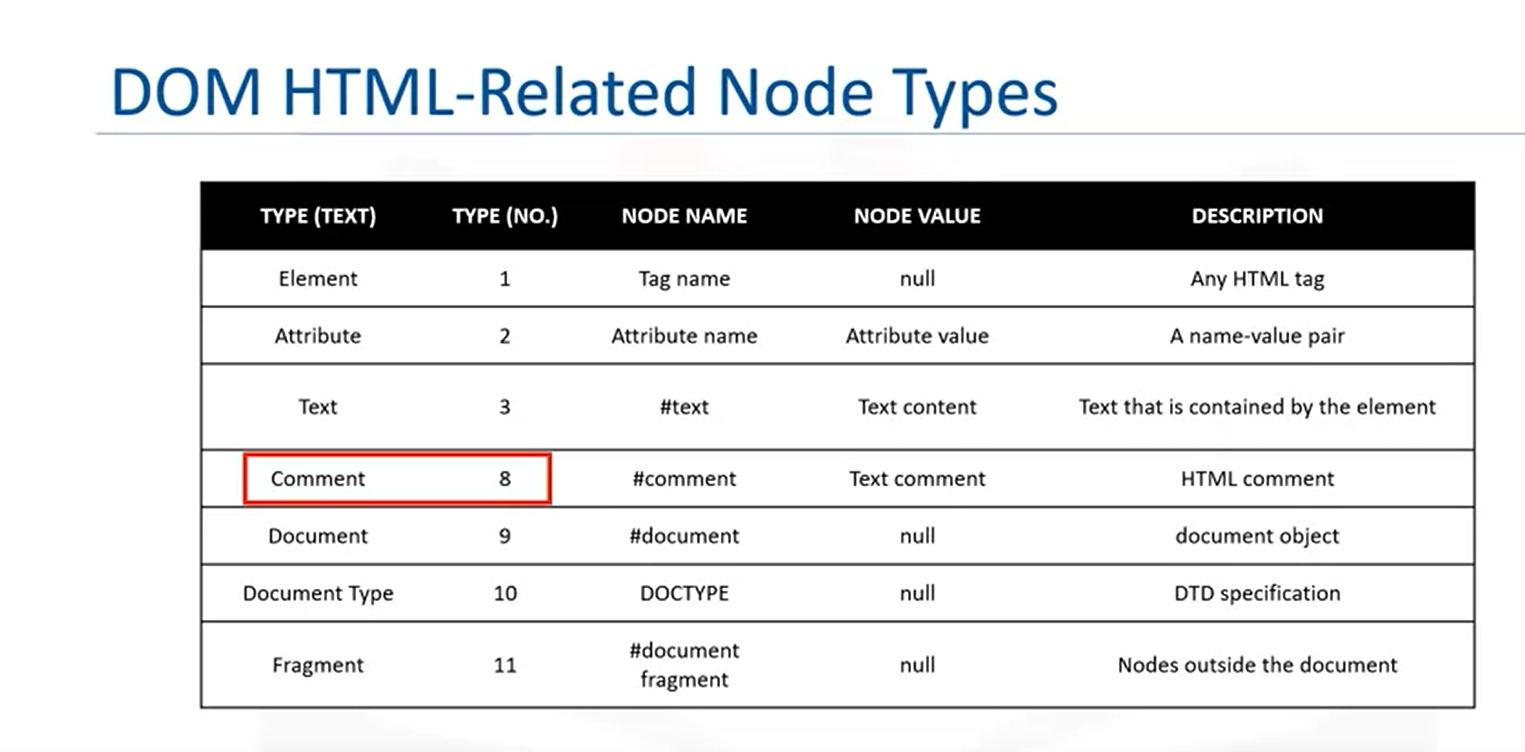 DOM HTML-Related Node Types
TYPE (TEXT) TYPE (NO.) NODE NAME NODE VALUE DESCRIPTION
Element 1 Tag name null Any HTML tag
Attribute 2 Attribute name Attribute value A name-value pair
Text 3 #text Text content Text that is contained by the element
Comment 8 #comment Text comment HTML comment
Document 9 #document null document object
Document Type 10 DOCTYPE null DTD specification
Fragment 11 #document fragment null Nodes outside the document